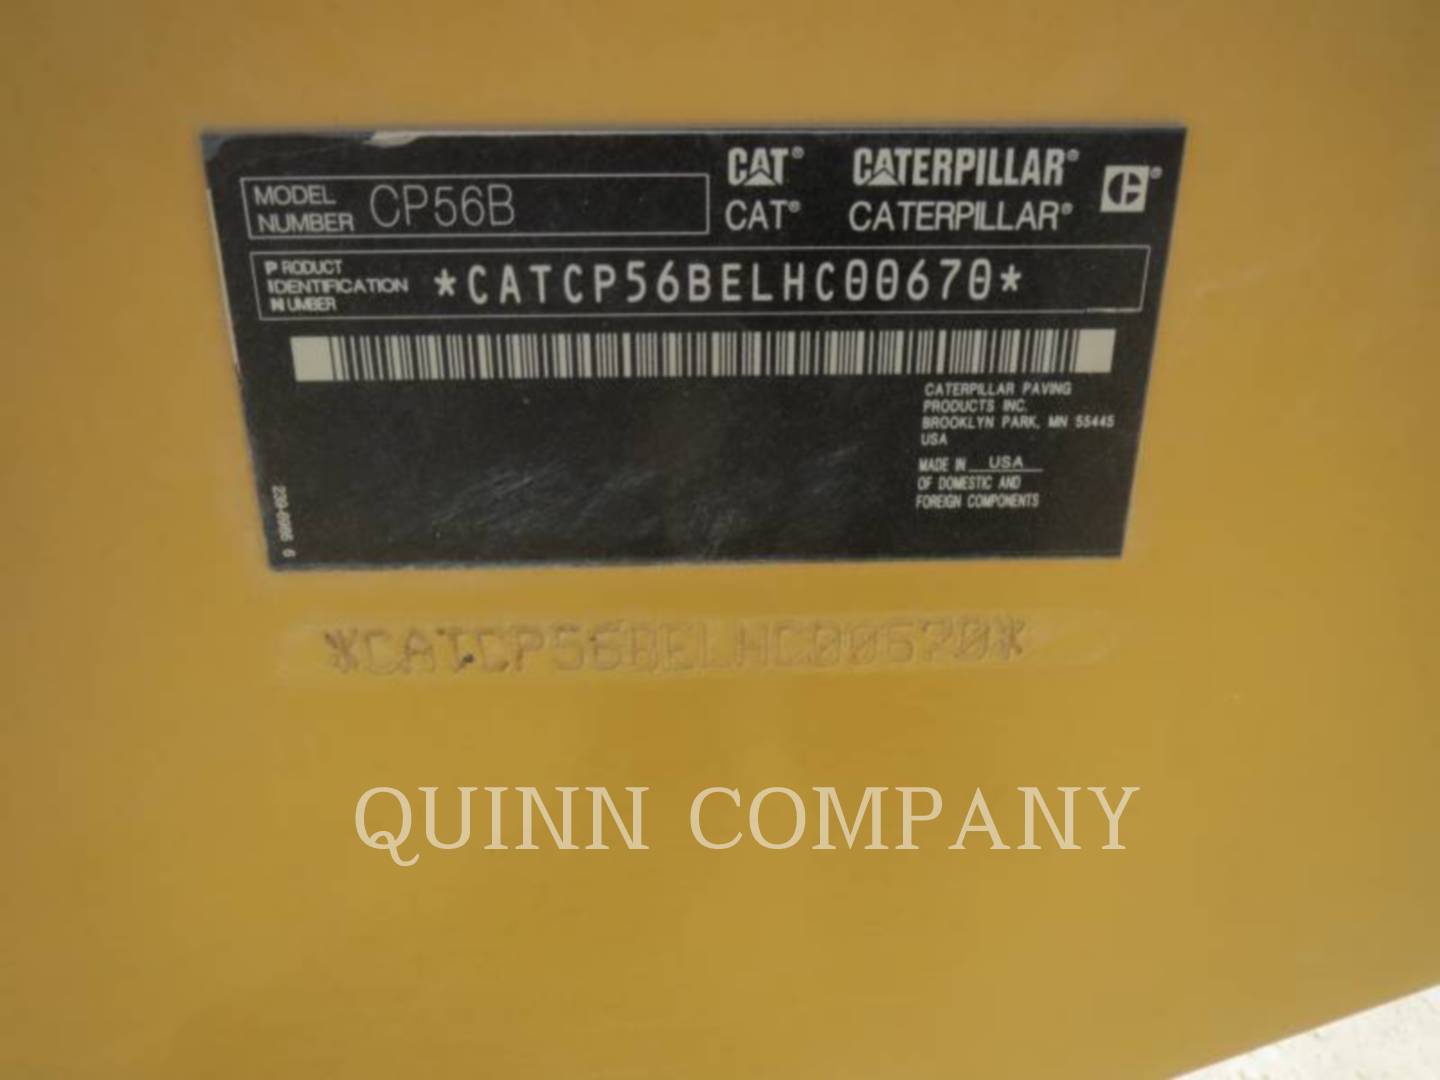 CAT® CATERPILLAR®
MODEL NUMBER CP56B
CAT® CATERPILLAR®
PRODUCT IDENTIFICATION NUMBER *CATCP56BELHC00670*
CATERPILLAR PAVING
PRODUCTS INC.
BROOKLYN PARK, MN 55445
USA
MADE IN USA
OF DOMESTIC AND
FOREIGN COMPONENTS
*CATCP56BELHC00670*
QUINN COMPANY